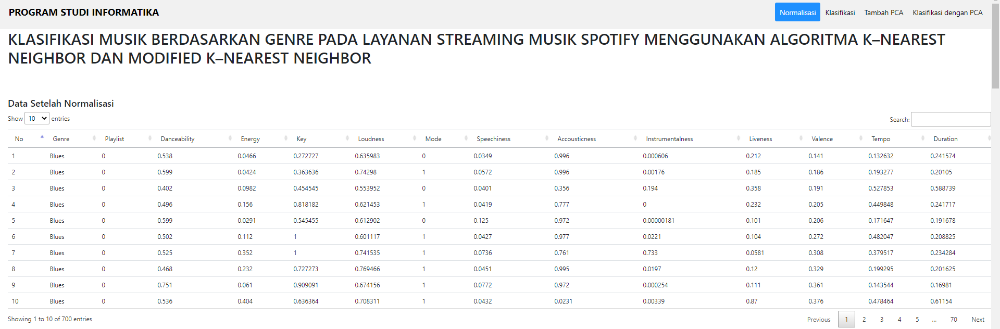 PROGRAM STUDI INFORMATIKA Normalisasi Klasifikasi Tambah PCA Klasifikasi dengan PCA
KLASIFIKASI MUSIK BERDASARKAN GENRE PADA LAYANAN STREAMING MUSIK SPOTIFY MENGGUNAKAN ALGORITMA K–NEAREST
NEIGHBOR DAN MODIFIED K–NEAREST NEIGHBOR
Data Setelah Normalisasi
Show 10 entries Search:
No Genre Playlist Danceability Energy Key Loudness Mode Speechiness Accousticness Instrumentalness Liveness Valence Tempo Duration
1 Blues 0 0.538 0.0466 0.272727 0.635983 0 0.0349 0.996 0.000606 0.212 0.141 0.132632 0.241574
2 Blues 0 0.599 0.0424 0.363636 0.74298 1 0.0572 0.996 0.00176 0.185 0.186 0.193277 0.20105
3 Blues 0 0.402 0.0982 0.454545 0.553952 0 0.0401 0.356 0.194 0.358 0.191 0.527853 0.588739
4 Blues 0 0.496 0.156 0.818182 0.621453 1 0.0419 0.777 0 0.232 0.205 0.449848 0.241717
5 Blues 0 0.599 0.0291 0.545455 0.612902 0 0.125 0.972 0.00000181 0.101 0.206 0.171647 0.191678
6 Blues 0 0.502 0.112 1 0.601117 1 0.0427 0.977 0.0221 0.104 0.272 0.482047 0.208825
7 Blues 0 0.525 0.352 1 0.741535 1 0.0736 0.761 0.733 0.0581 0.308 0.379517 0.234284
8 Blues 0 0.468 0.232 0.727273 0.769466 1 0.0451 0.995 0.0197 0.12 0.329 0.199295 0.201625
9 Blues 0 0.751 0.061 0.909091 0.674156 1 0.0772 0.972 0.000254 0.111 0.361 0.143544 0.16981
10 Blues 0 0.536 0.404 0.636364 0.708311 1 0.0432 0.0231 0.00339 0.87 0.376 0.478464 0.61154
Showing 1 to 10 of 700 entries Previous 1 2 3 4 5 ... 70 Next